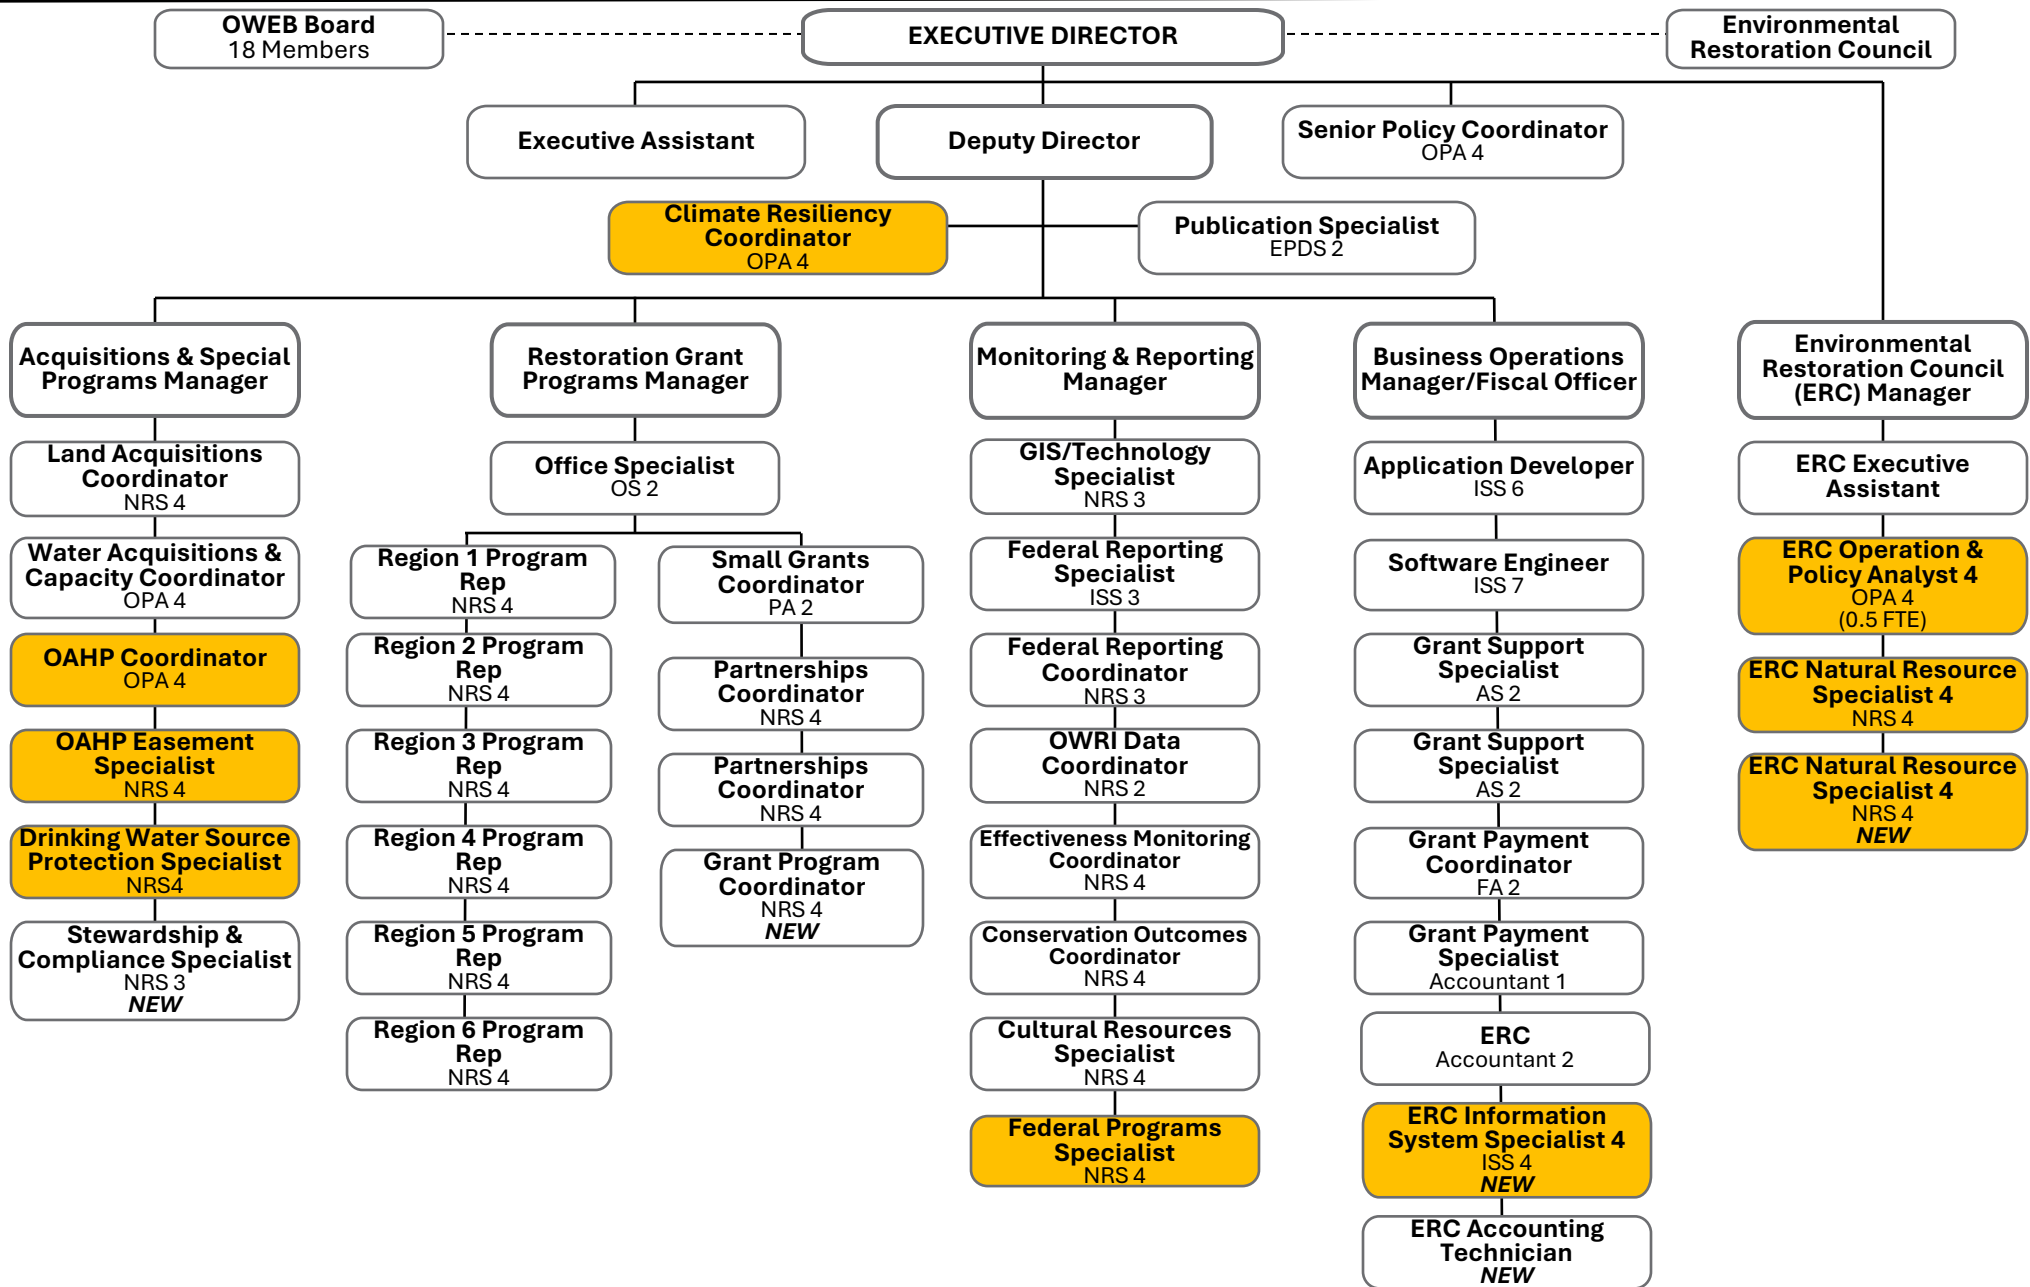 OWEB Board
18 Members
EXECUTIVE DIRECTOR
Environmental
Restoration Council
Executive Assistant
Deputy Director
Senior Policy Coordinator
OPA 4
Climate Resiliency
Coordinator
OPA 4
Publication Specialist
EPDS 2
Acquisitions & Special
Programs Manager
Land Acquisitions
Coordinator
NRS 4
Water Acquisitions &
Capacity Coordinator
OPA 4
OAHP Coordinator
OPA 4
OAHP Easement
Specialist
NRS 4
Drinking Water Source
Protection Specialist
NRS4
Stewardship &
Compliance Specialist
NRS 3
NEW
Restoration Grant
Programs Manager
Office Specialist
OS 2
Region 1 Program
Rep
NRS 4
Region 2 Program
Rep
NRS 4
Region 3 Program
Rep
NRS 4
Region 4 Program
Rep
NRS 4
Region 5 Program
Rep
NRS 4
Region 6 Program
Rep
NRS 4
Small Grants
Coordinator
PA 2
Partnerships
Coordinator
NRS 4
Partnerships
Coordinator
NRS 4
Grant Program
Coordinator
NRS 4
NEW
Monitoring & Reporting
Manager
GIS/Technology
Specialist
NRS 3
Federal Reporting
Specialist
ISS 3
Federal Reporting
Coordinator
NRS 3
OWRI Data
Coordinator
NRS 2
Effectiveness Monitoring
Coordinator
NRS 4
Conservation Outcomes
Coordinator
NRS 4
Cultural Resources
Specialist
NRS 4
Federal Programs
Specialist
NRS 4
Business Operations
Manager/Fiscal Officer
Application Developer
ISS 6
Software Engineer
ISS 7
Grant Support
Specialist
AS 2
Grant Support
Specialist
AS 2
Grant Payment
Coordinator
FA 2
Grant Payment
Specialist
Accountant 1
ERC
Accountant 2
ERC Information
System Specialist 4
ISS 4
NEW
ERC Accounting
Technician
NEW
Environmental
Restoration Council
(ERC) Manager
ERC Executive
Assistant
ERC Operation &
Policy Analyst 4
OPA 4
(0.5 FTE)
ERC Natural Resource
Specialist 4
NRS 4
ERC Natural Resource
Specialist 4
NRS 4
NEW